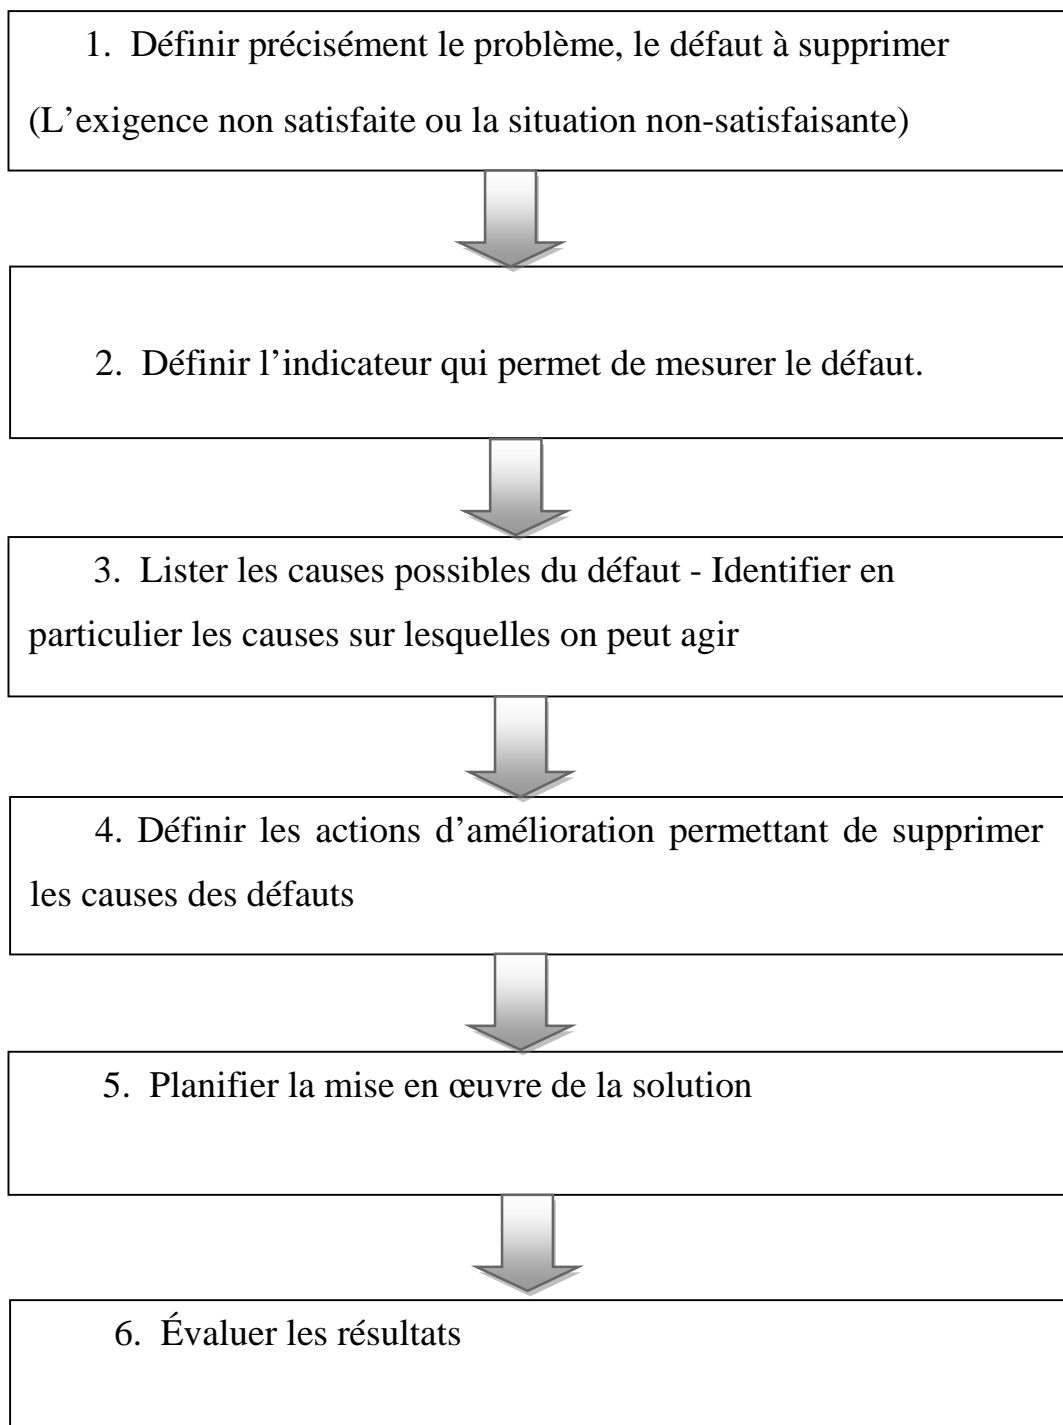 1. Définir précisément le problème, le défaut à supprimer
(L’exigence non satisfaite ou la situation non-satisfaisante)
2. Définir l’indicateur qui permet de mesurer le défaut.
3. Lister les causes possibles du défaut - Identifier en
particulier les causes sur lesquelles on peut agir
4. Définir les actions d’amélioration permettant de supprimer
les causes des défauts
5. Planifier la mise en œuvre de la solution
6. Évaluer les résultats